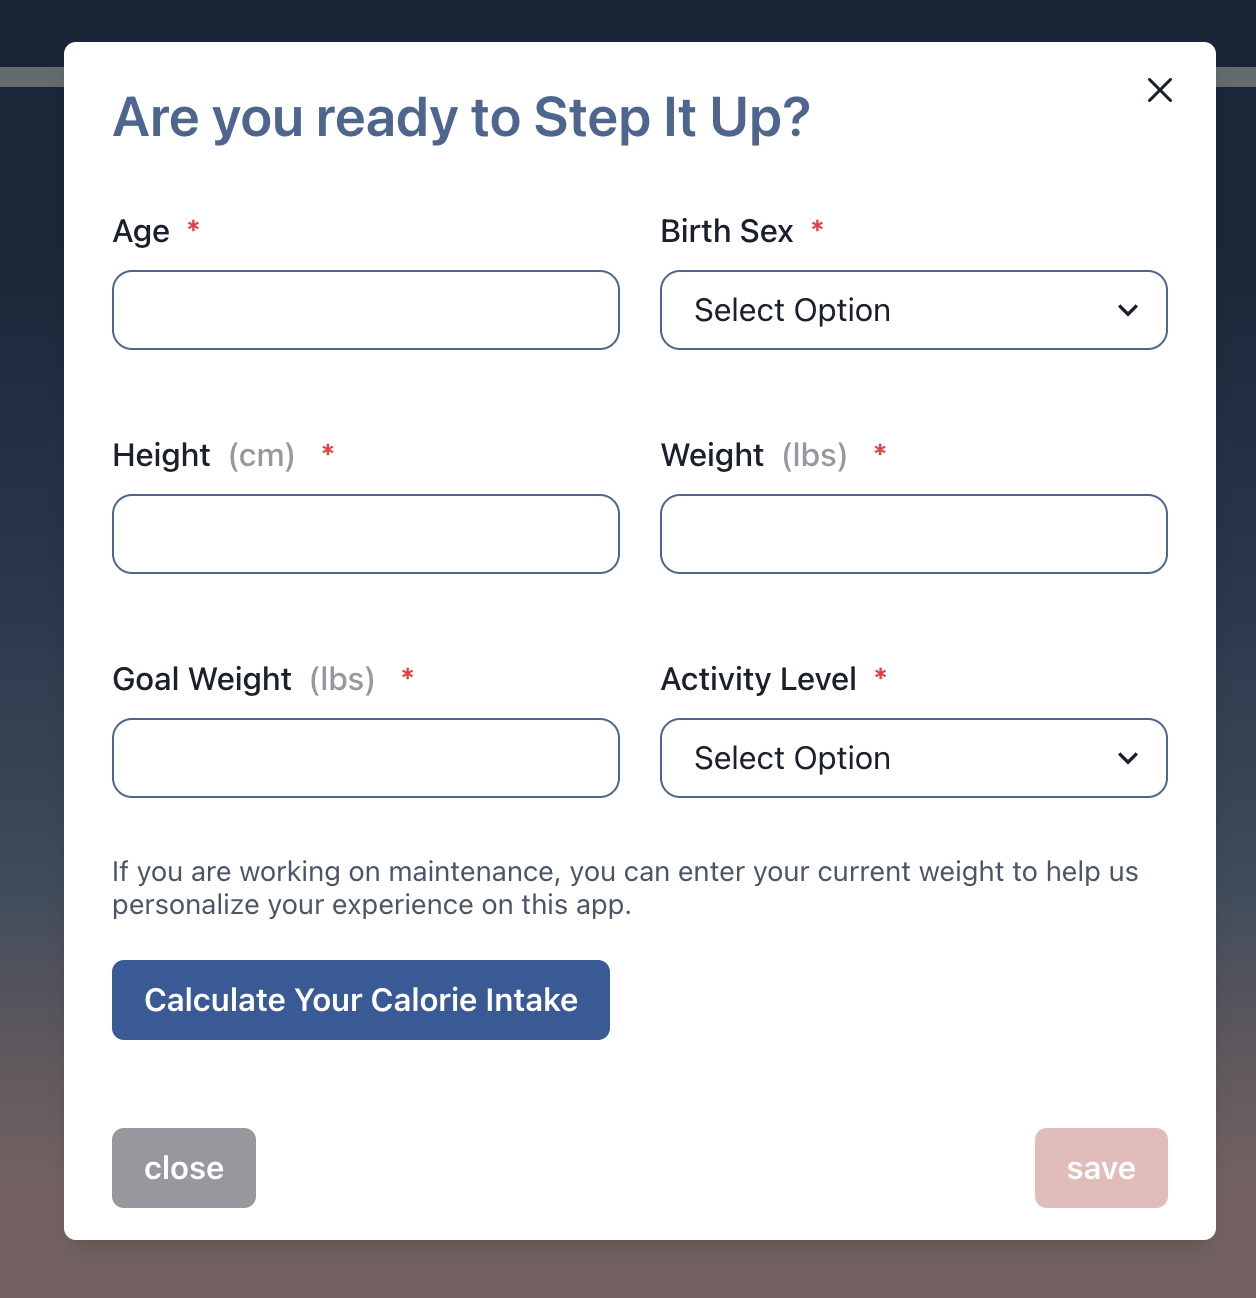 Are you ready to Step It Up?
Age *
Birth Sex *
Select Option
Height (cm) *
Weight (lbs) *
Goal Weight (lbs) *
Activity Level *
Select Option
If you are working on maintenance, you can enter your current weight to help us
personalize your experience on this app.
Calculate Your Calorie Intake
close
save